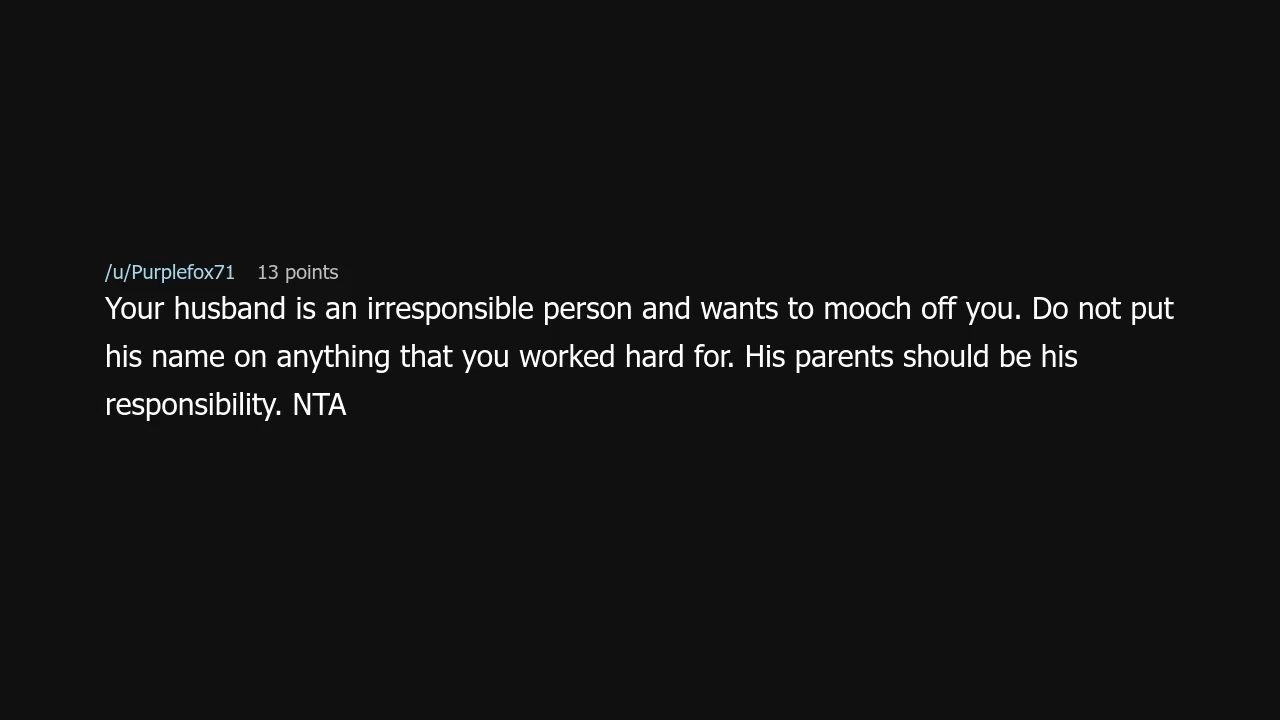 /u/Purplefox71 13 points
Your husband is an irresponsible person and wants to mooch off you. Do not put
his name on anything that you worked hard for. His parents should be his
responsibility. NTA